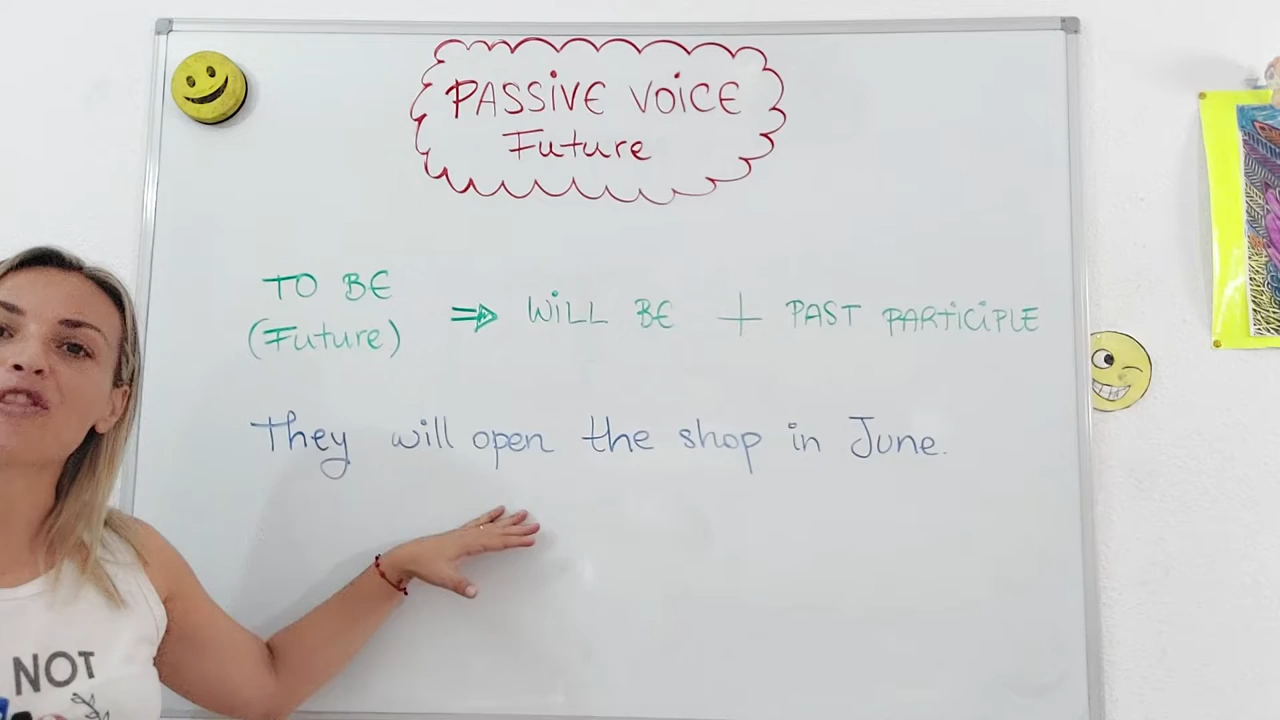 PASSIVE VOICE
Future
TO BE
(Future)
⇒ WILL BE + PAST PARTICIPLE
They will open the shop in June.
NOT